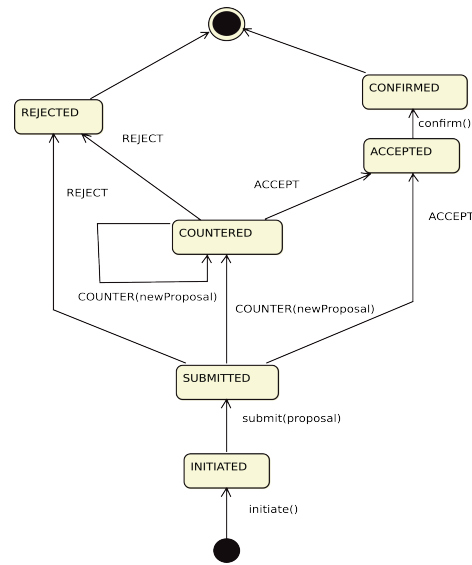 CONFIRMED
REJECTED
confirm()
REJECT
ACCEPTED
ACCEPT
REJECT
ACCEPT
COUNTERED
COUNTER(newProposal)
COUNTER(newProposal)
SUBMITTED
submit(proposal)
INITIATED
initiate()